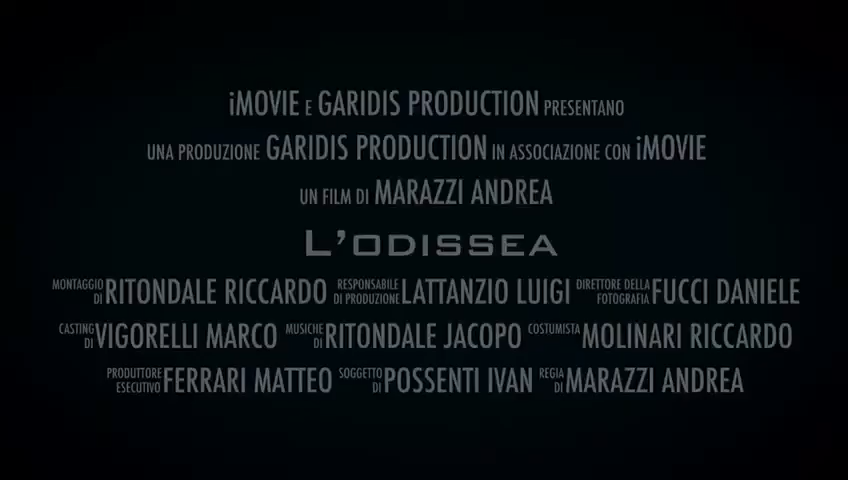 iMOVIE E GARIDIS PRODUCTION PRESENTANO
UNA PRODUZIONE GARIDIS PRODUCTION IN ASSOCIAZIONE CON iMOVIE
UN FILM DI MARAZZI ANDREA
L'ODISSEA
MONTAGGIO DI RITONDALE RICCARDO RESPONSABILE DI PRODUZIONE LATTANZIO LUIGI DIRETTORE DELLA FOTOGRAFIA FUCCI DANIELE
CASTING DI VIGORELLI MARCO MUSICHE DI RITONDALE JACOPO COSTUMISTA MOLINARI RICCARDO
PRODUTTORE ESECUTIVO FERRARI MATTEO SOGGETTO DI POSSENTI IVAN REGIA DI MARAZZI ANDREA